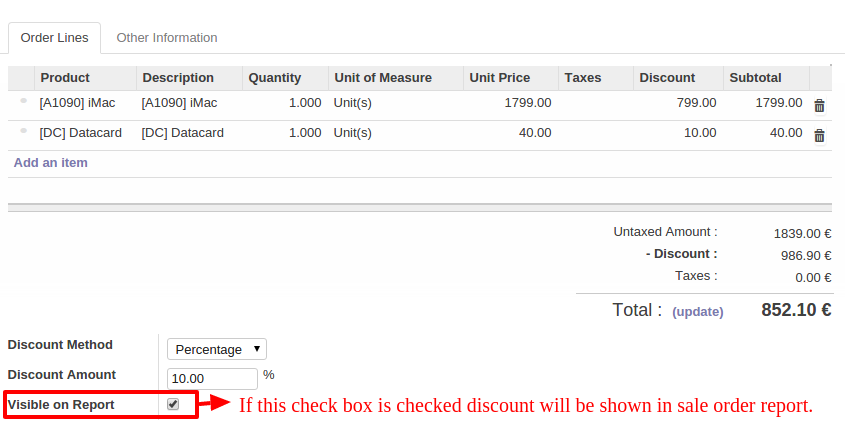 Order Lines Other Information
Product Description Quantity Unit of Measure Unit Price Taxes Discount Subtotal
[A1090] iMac [A1090] iMac 1.000 Unit(s) 1799.00 799.00 1799.00
[DC] Datacard [DC] Datacard 1.000 Unit(s) 40.00 10.00 40.00
Add an item
Untaxed Amount : 1839.00 €
- Discount : 986.90 €
Taxes : 0.00 €
Total : (update) 852.10 €
Discount Method Percentage
Discount Amount 10.00 %
Visible on Report If this check box is checked discount will be shown in sale order report.